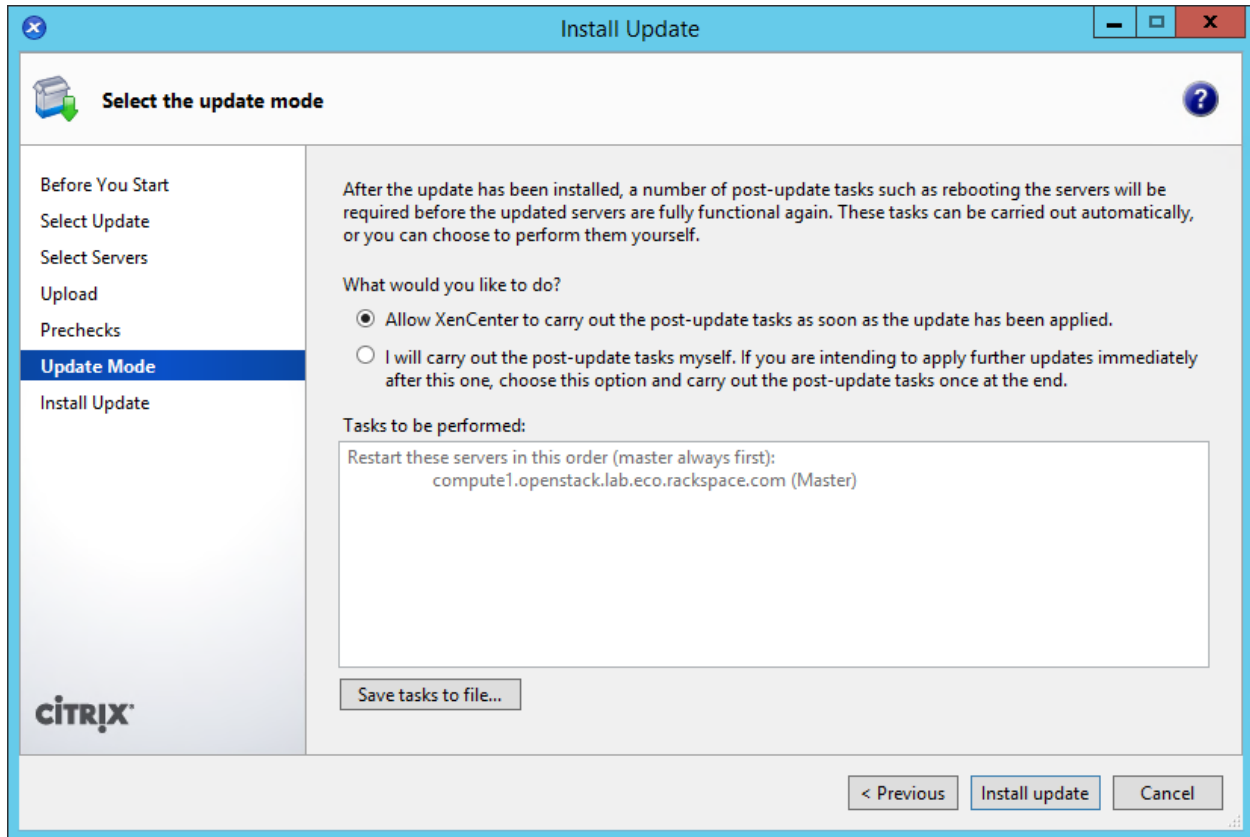 Install Update
Select the update mode
?
Before You Start
Select Update
Select Servers
Upload
Prechecks
Update Mode
Install Update
After the update has been installed, a number of post-update tasks such as rebooting the servers will be
required before the updated servers are fully functional again. These tasks can be carried out automatically,
or you can choose to perform them yourself.
What would you like to do?
Allow XenCenter to carry out the post-update tasks as soon as the update has been applied.
I will carry out the post-update tasks myself. If you are intending to apply further updates immediately
after this one, choose this option and carry out the post-update tasks once at the end.
Tasks to be performed:
Restart these servers in this order (master always first):
compute1.openstack.lab.eco.rackspace.com (Master)
Save tasks to file...
CITRIX
< Previous
Install update
Cancel